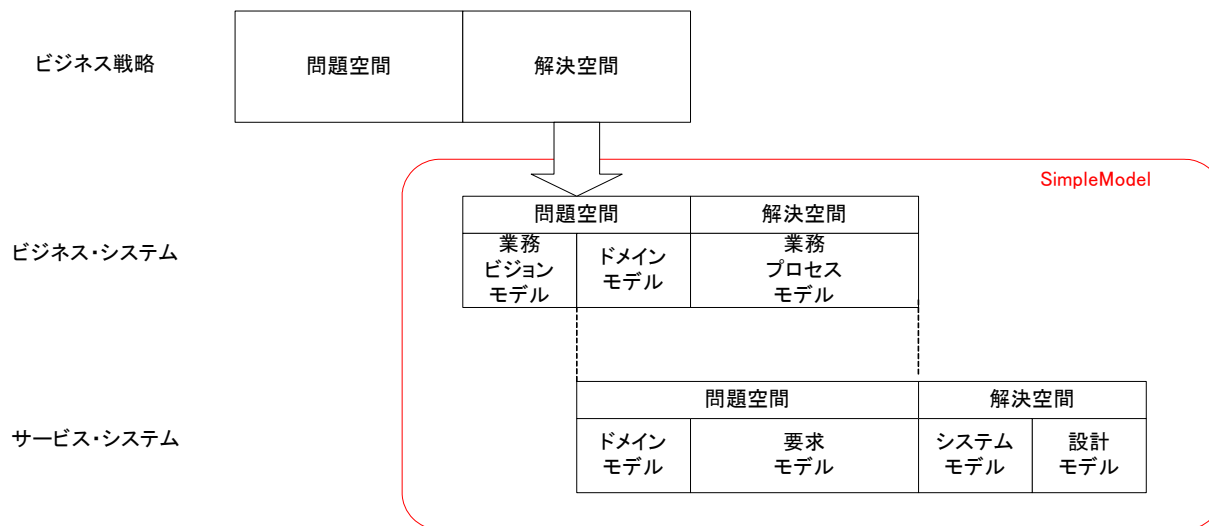 ビジネス戦略
問題空間
解決空間
SimpleModel
ビジネス・システム
問題空間
解決空間
業務
ビジョン
モデル
ドメイン
モデル
業務
プロセス
モデル
サービス・システム
問題空間
解決空間
ドメイン
モデル
要求
モデル
システム
モデル
設計
モデル